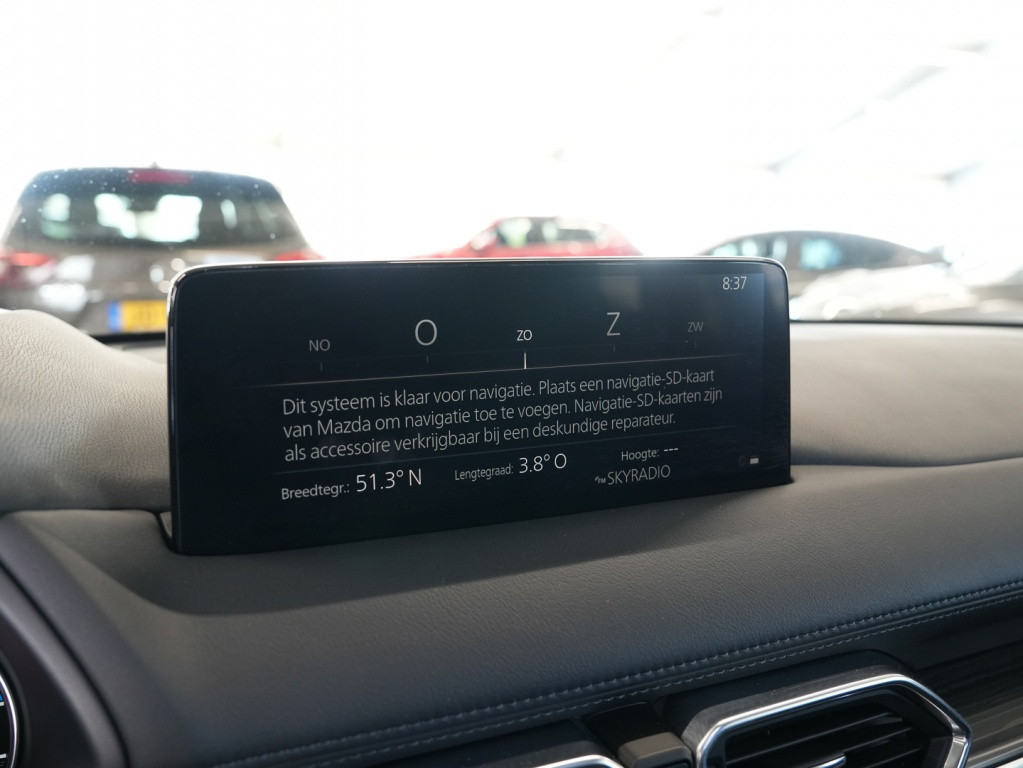 8:37
NO O ZO Z ZW
Dit systeem is klaar voor navigatie. Plaats een navigatie-SD-kaart
van Mazda om navigatie toe te voegen. Navigatie-SD-kaarten zijn
als accessoire verkrijgbaar bij een deskundige reparateur.
Breedtegr.: 51.3° N Lengtegraad: 3.8° O Hoogte: ---
FM SKYRADIO